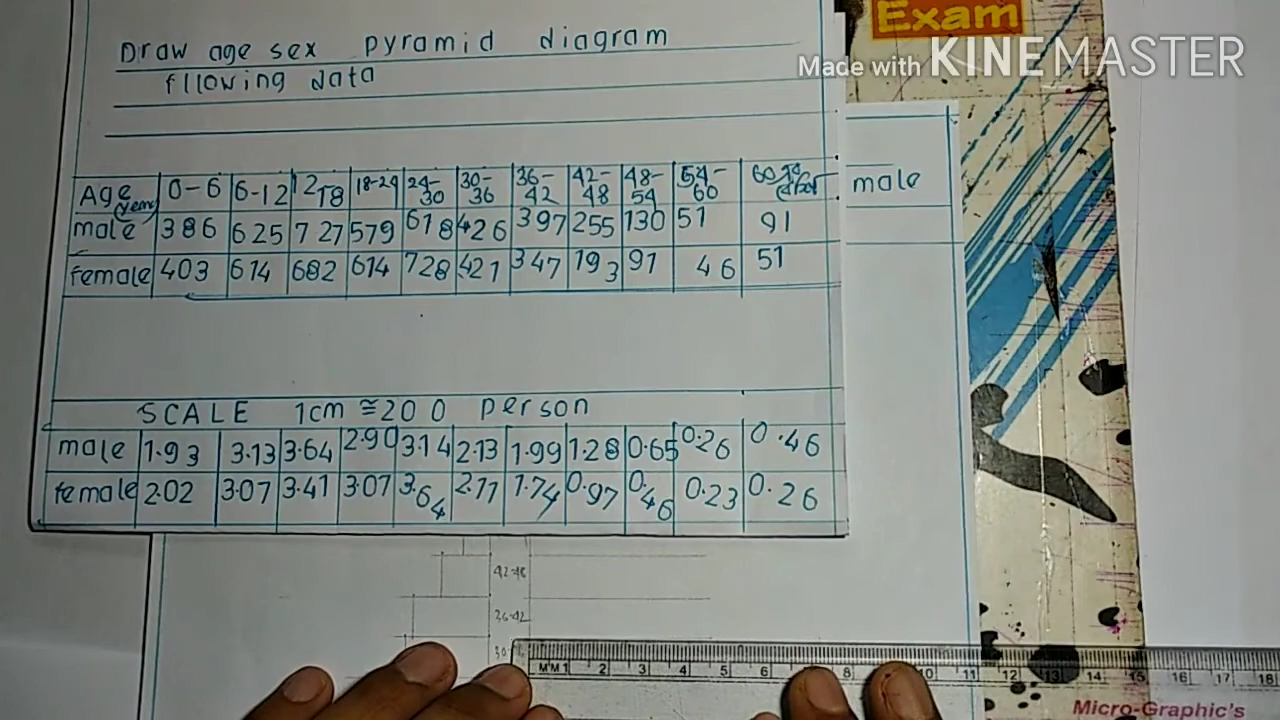 Exam
Made with KINEMASTER
Draw age sex pyramid diagram
fllowing data
Age (year) 0-6 6-12 12-18 18-24 24-30 30-36 36-42 42-48 48-54 54-60 60
male 386 625 727 579 618 426 397 255 130 51 91
female 403 614 682 614 728 421 347 193 91 46 51
male
SCALE 1cm ≅ 200 person
male 1.93 3.13 3.64 2.90 3.14 2.13 1.99 1.28 0.65 0.26 0.46
female 2.02 3.07 3.41 3.07 3.64 2.11 1.74 0.97 0.46 0.23 0.26
42-48
36-42
30-
MM 1 2 3 4 5 6 8 10 11 12 13 14 15 16 17 18
Micro-Graphic's